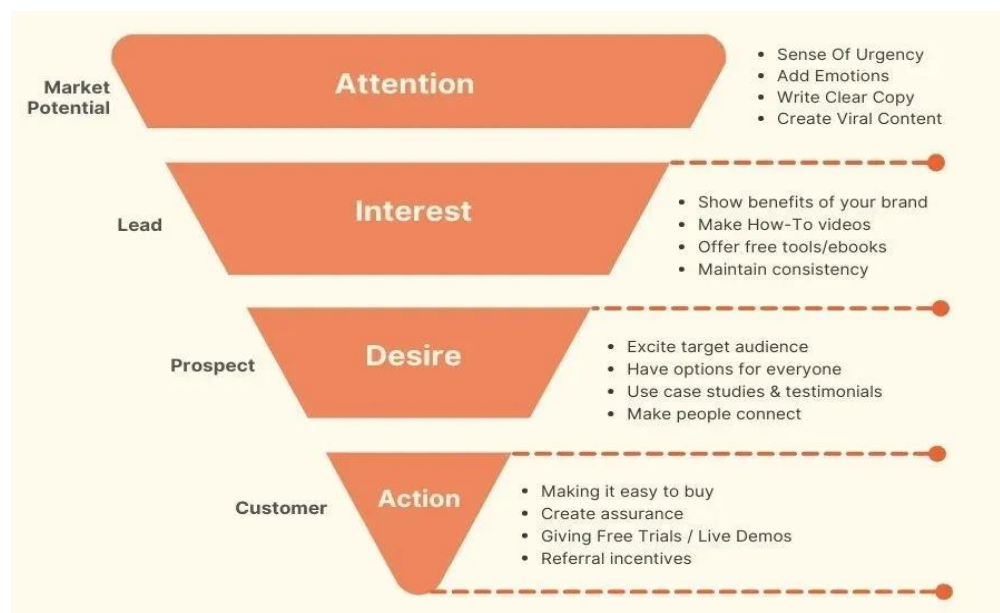 Market
Potential
Attention
• Sense Of Urgency
• Add Emotions
• Write Clear Copy
• Create Viral Content
Lead
Interest
• Show benefits of your brand
• Make How-To videos
• Offer free tools/ebooks
• Maintain consistency
Prospect
Desire
• Excite target audience
• Have options for everyone
• Use case studies & testimonials
• Make people connect
Customer
Action
• Making it easy to buy
• Create assurance
• Giving Free Trials / Live Demos
• Referral incentives